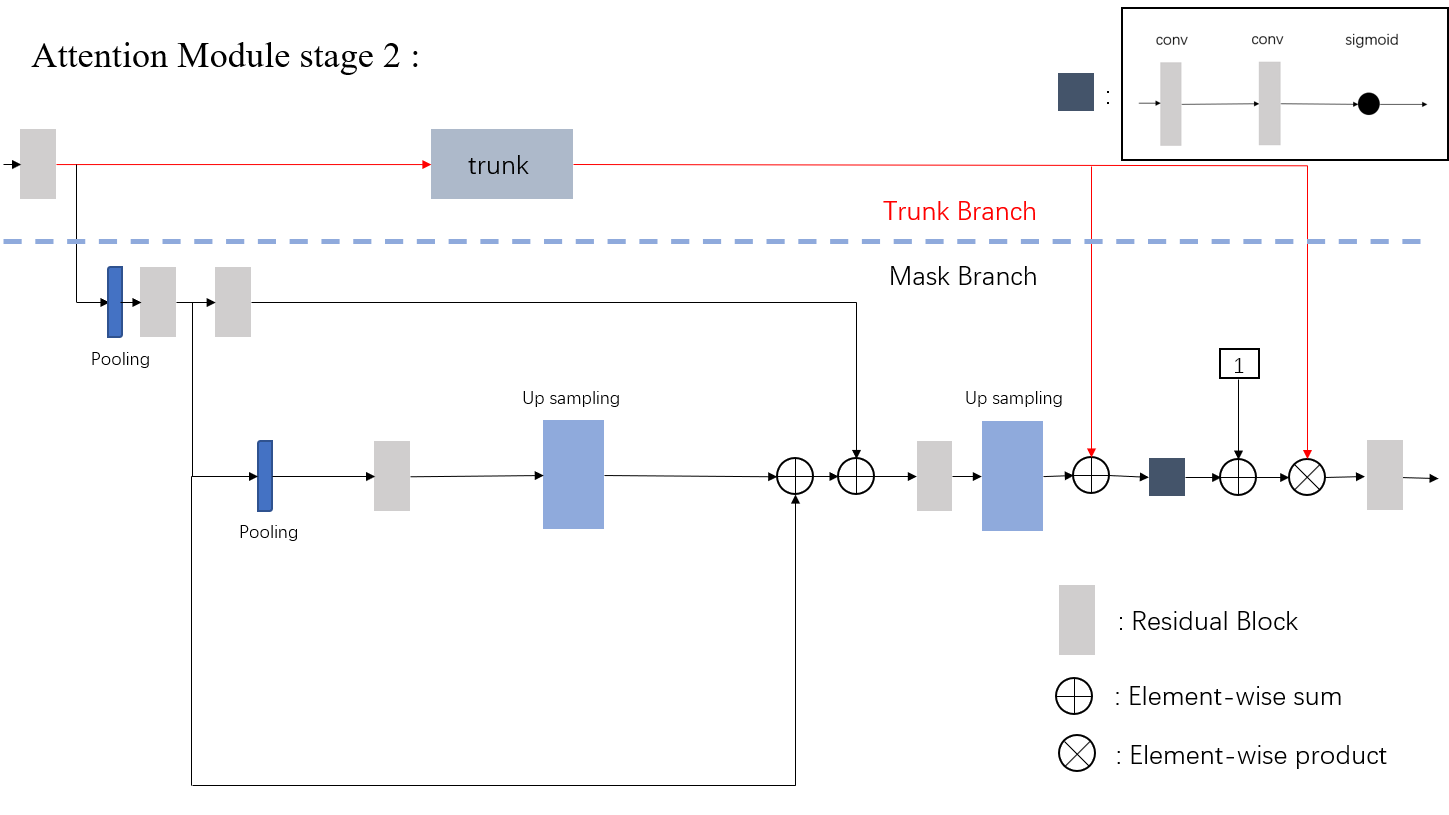 Attention Module stage 2 :
conv
conv
sigmoid
:
trunk
Trunk Branch
Mask Branch
Pooling
1
Up sampling
Up sampling
Pooling
: Residual Block
: Element-wise sum
: Element-wise product